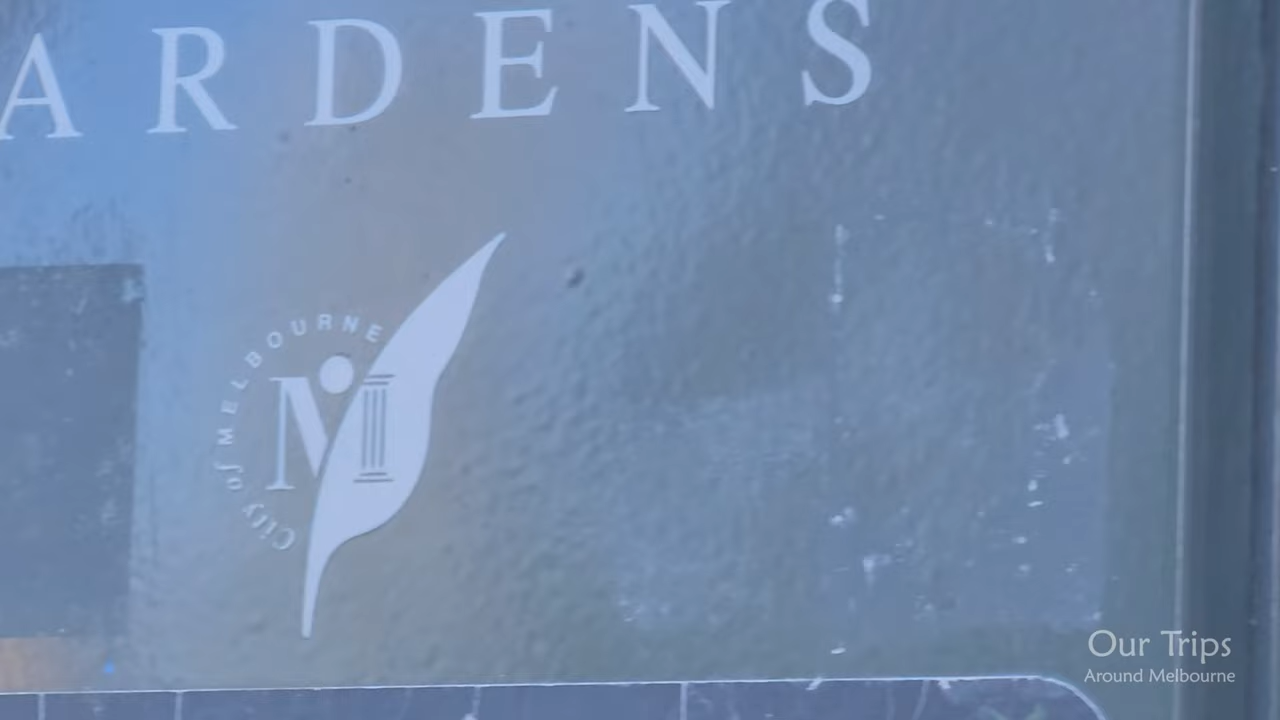 ARDENS
City of MELBOURNE
M
Our Trips
Around Melbourne